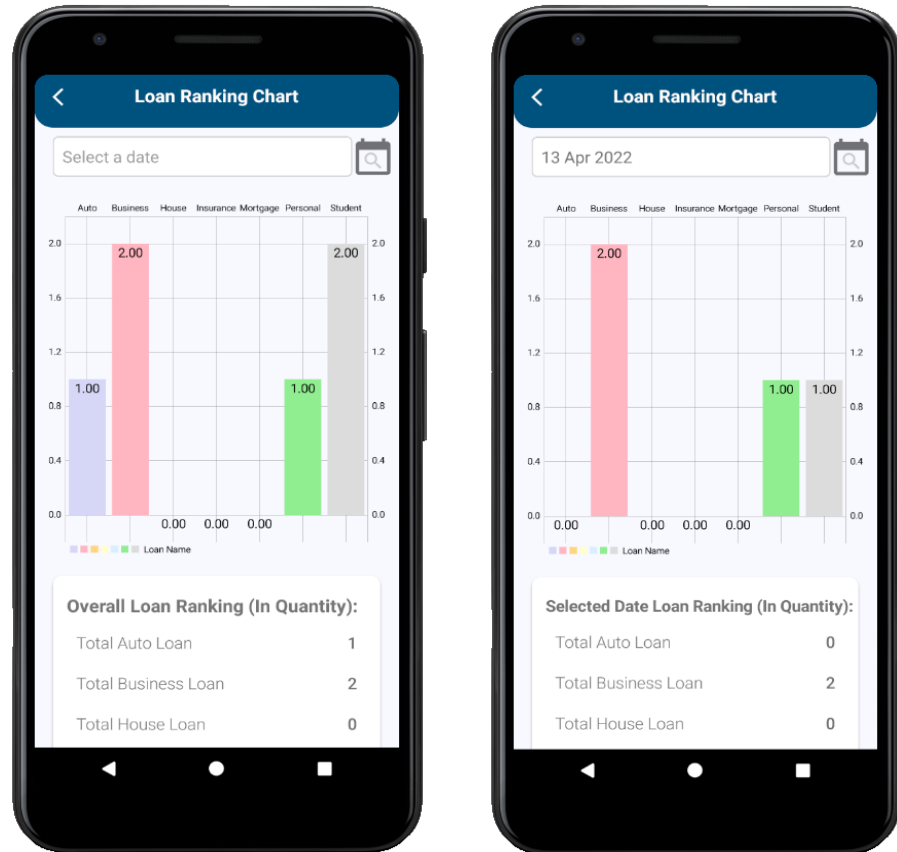 Loan Ranking Chart
Select a date
Auto Business House Insurance Mortgage Personal Student
2.0 2.00 2.00 2.0
1.6 1.6
1.2 1.2
1.00 1.00
0.8 0.8
0.4 0.4
0.0 0.00 0.00 0.00 0.0
Loan Name
Overall Loan Ranking (In Quantity):
Total Auto Loan 1
Total Business Loan 2
Total House Loan 0
Loan Ranking Chart
13 Apr 2022
Auto Business House Insurance Mortgage Personal Student
2.0 2.00 2.0
1.6 1.6
1.2 1.2
1.00 1.00
0.8 0.8
0.4 0.4
0.0 0.00 0.00 0.00 0.00 0.0
Loan Name
Selected Date Loan Ranking (In Quantity):
Total Auto Loan 0
Total Business Loan 2
Total House Loan 0